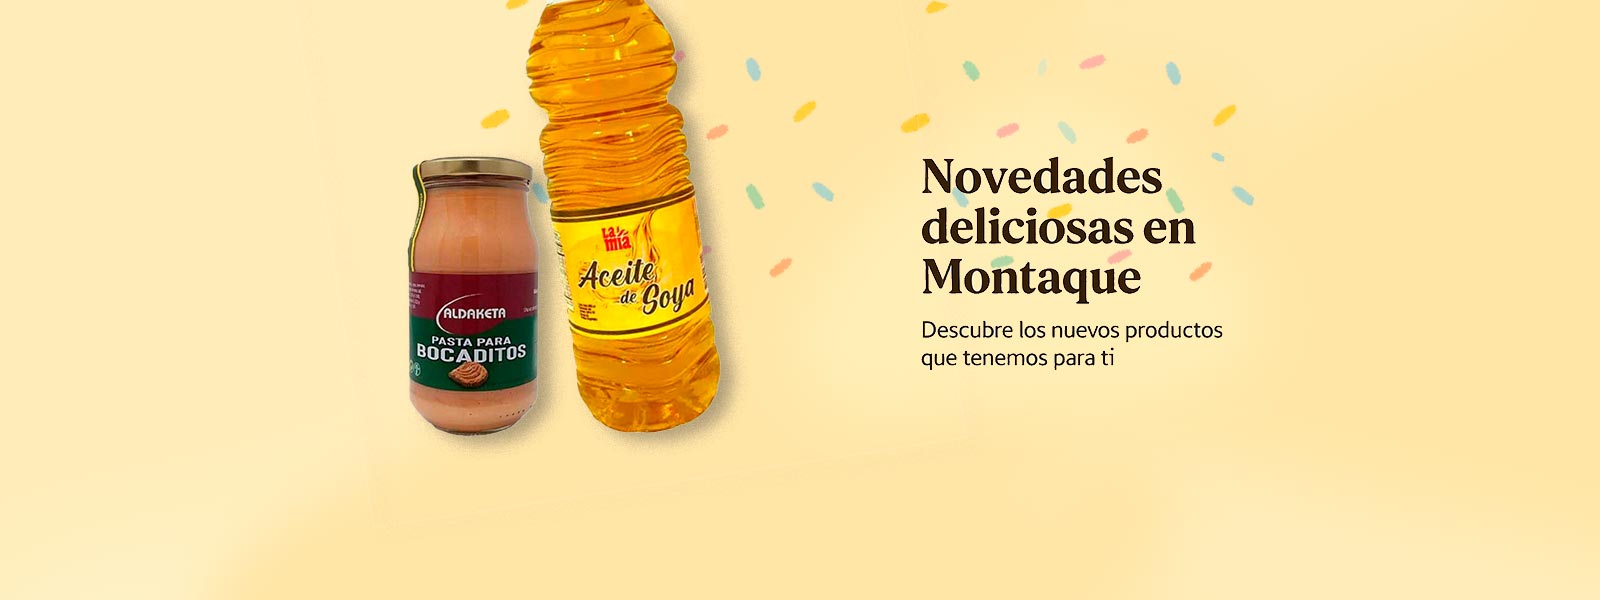 Novedades
deliciosas en
Montaque
Descubre los nuevos productos
que tenemos para ti
La
mía
Aceite
de Soya
ALDAKETA
PASTA PARA
BOCADITOS